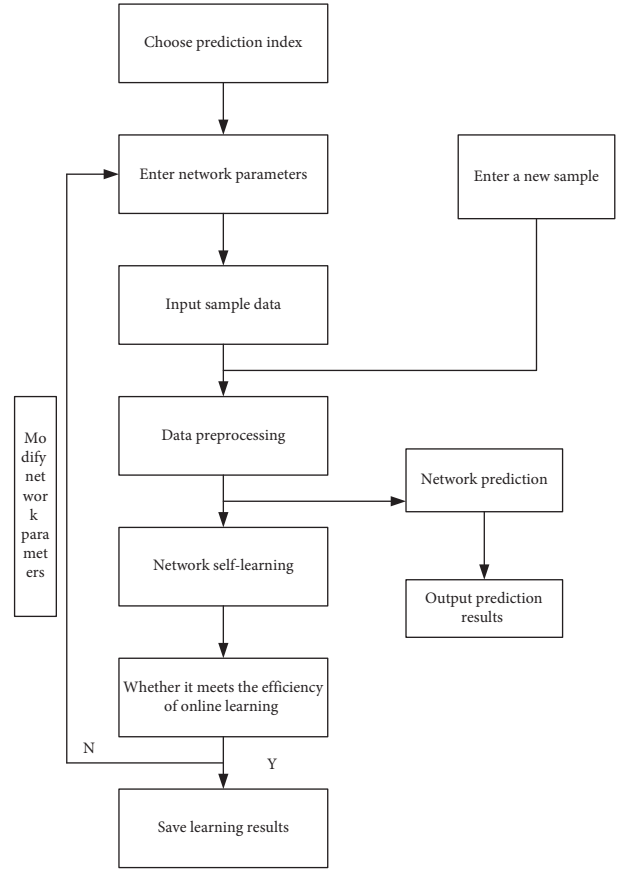 Choose prediction index
Enter network parameters
Enter a new sample
Input sample data
Mo
dify
net
wor
k
para
met
ers
Data preprocessing
Network prediction
Network self-learning
Output prediction
results
Whether it meets the efficiency
of online learning
N
Y
Save learning results